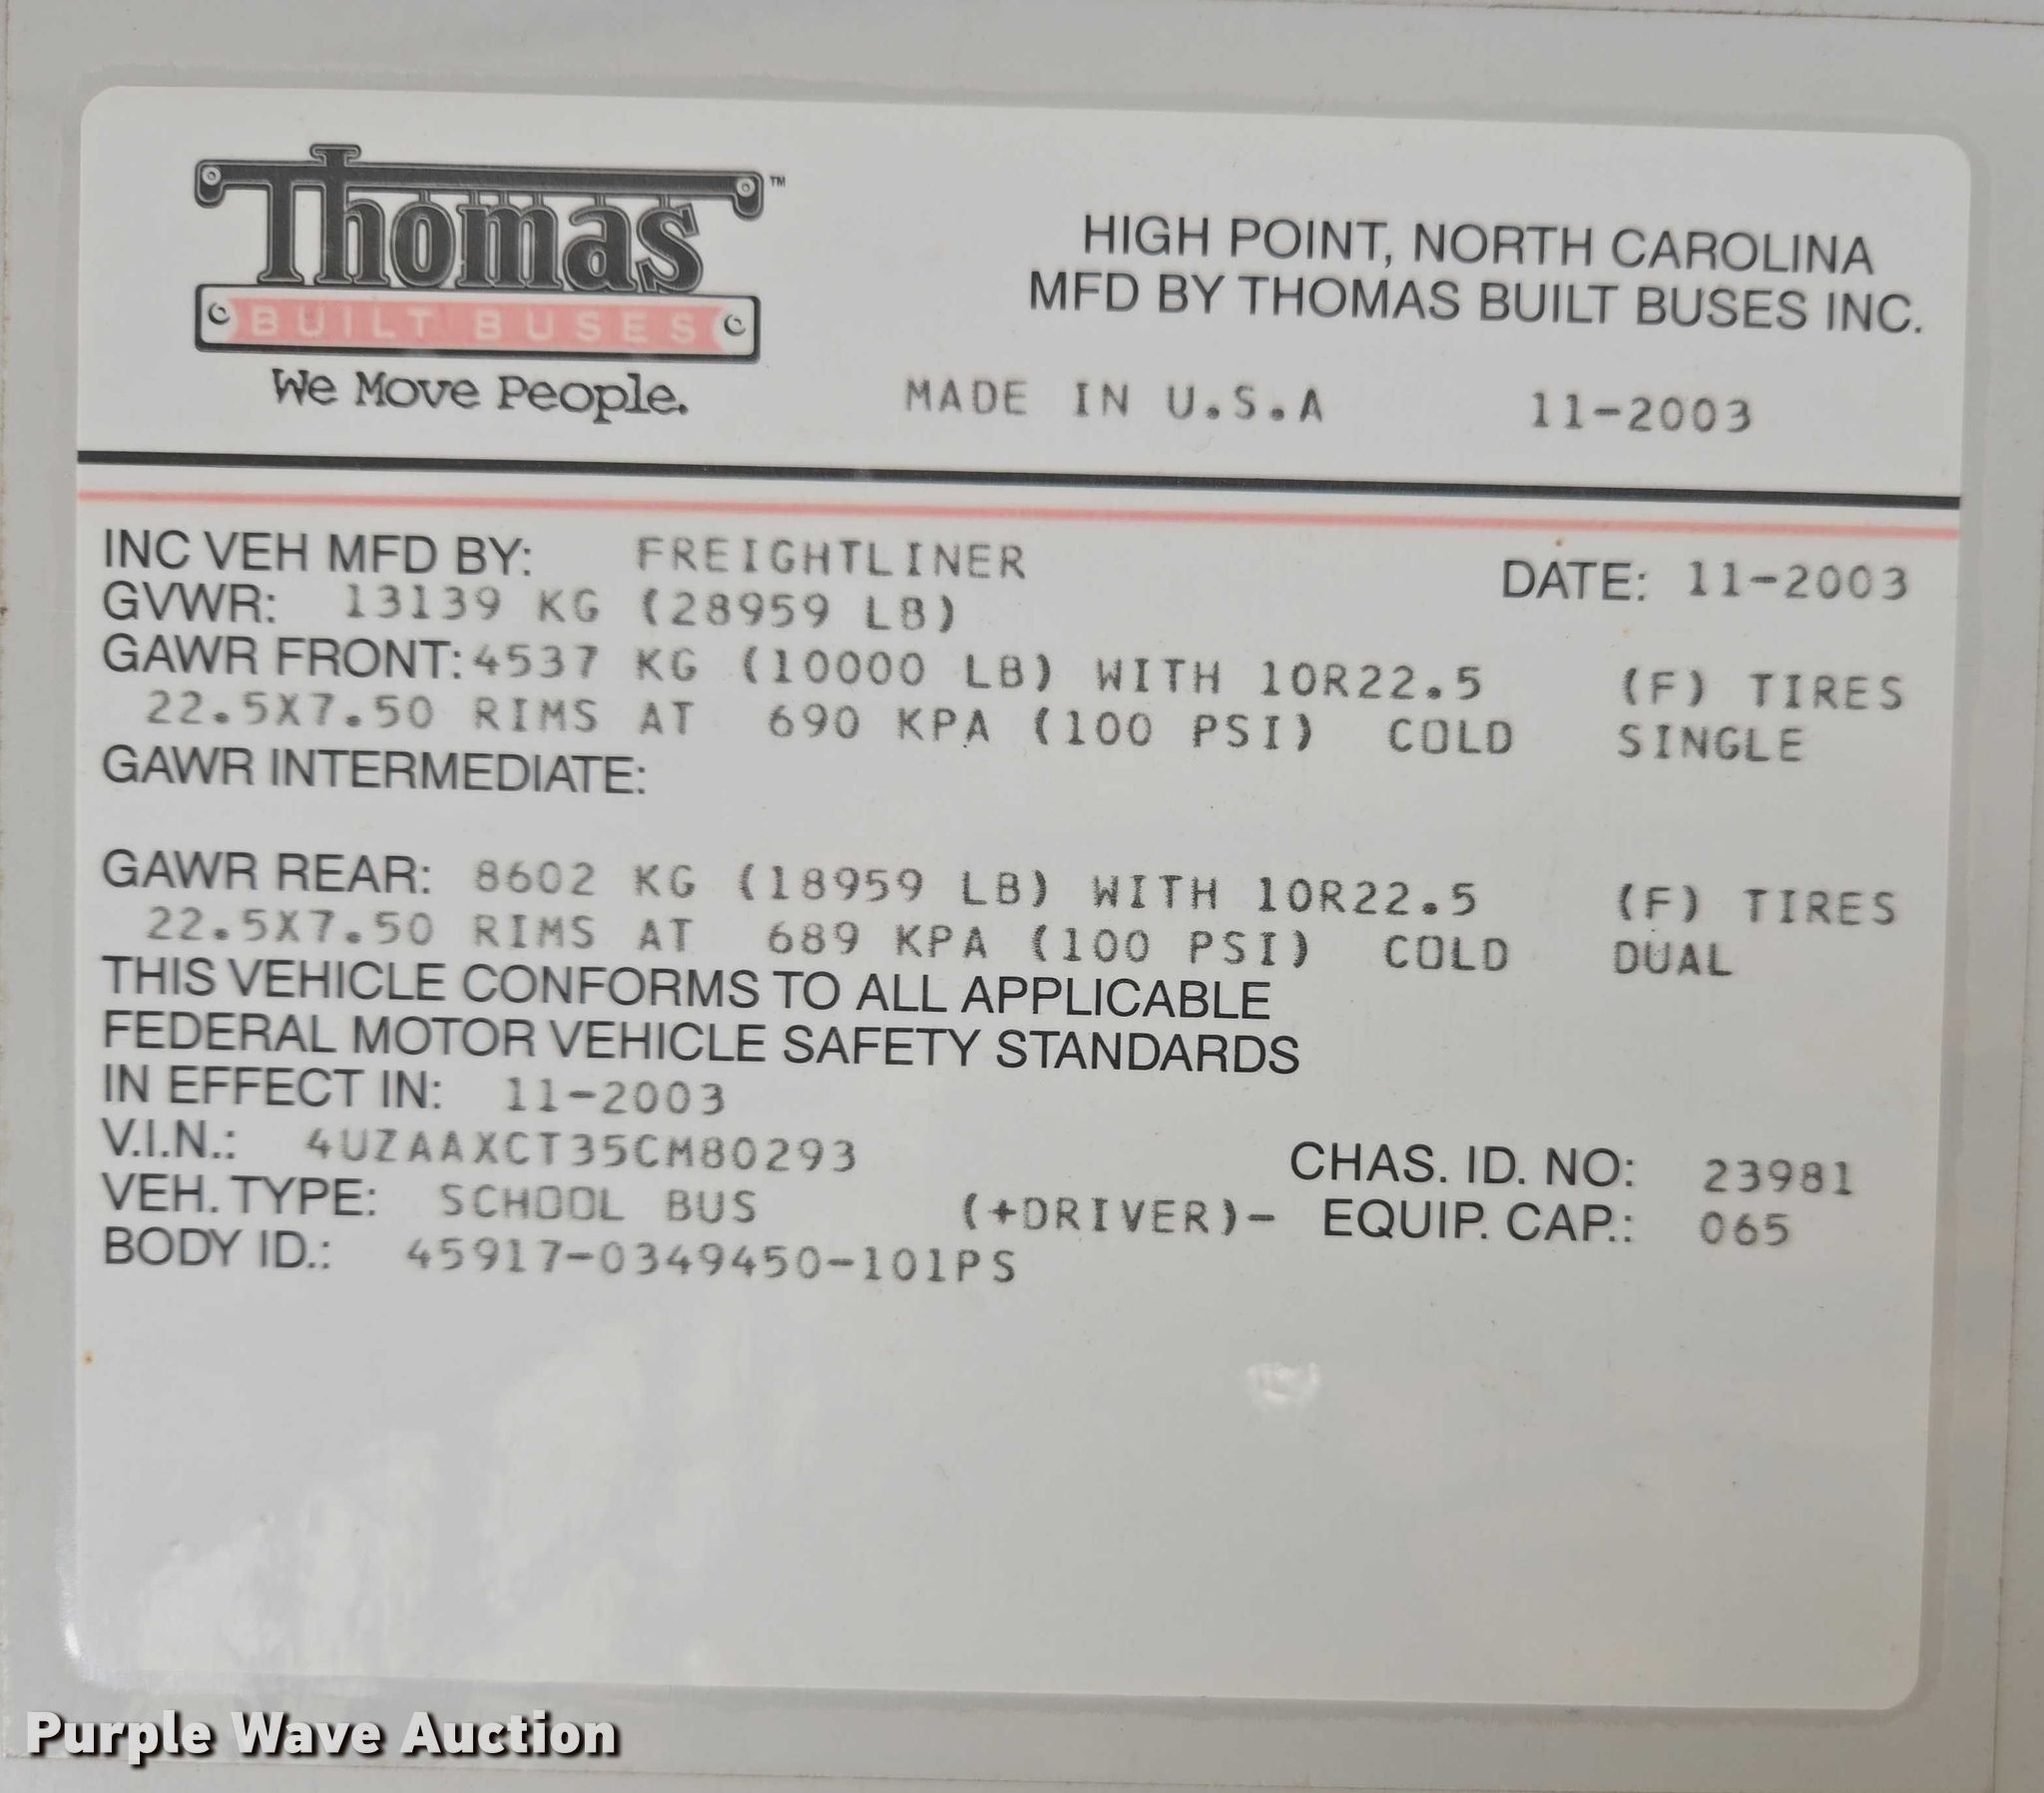 Thomas ™
BUILT BUSES
We Move People.
HIGH POINT, NORTH CAROLINA
MFD BY THOMAS BUILT BUSES INC.
MADE IN U.S.A 11-2003
INC VEH MFD BY: FREIGHTLINER DATE: 11-2003
GVWR: 13139 KG (28959 LB)
GAWR FRONT: 4537 KG (10000 LB) WITH 10R22.5 (F) TIRES
22.5X7.50 RIMS AT 690 KPA (100 PSI) COLD SINGLE
GAWR INTERMEDIATE:
GAWR REAR: 8602 KG (18959 LB) WITH 10R22.5 (F) TIRES
22.5X7.50 RIMS AT 689 KPA (100 PSI) COLD DUAL
THIS VEHICLE CONFORMS TO ALL APPLICABLE
FEDERAL MOTOR VEHICLE SAFETY STANDARDS
IN EFFECT IN: 11-2003
V.I.N.: 4UZAAXCT35CM80293 CHAS. ID. NO: 23981
VEH. TYPE: SCHOOL BUS (+DRIVER)- EQUIP. CAP.: 065
BODY ID.: 45917-0349450-101PS
Purple Wave Auction